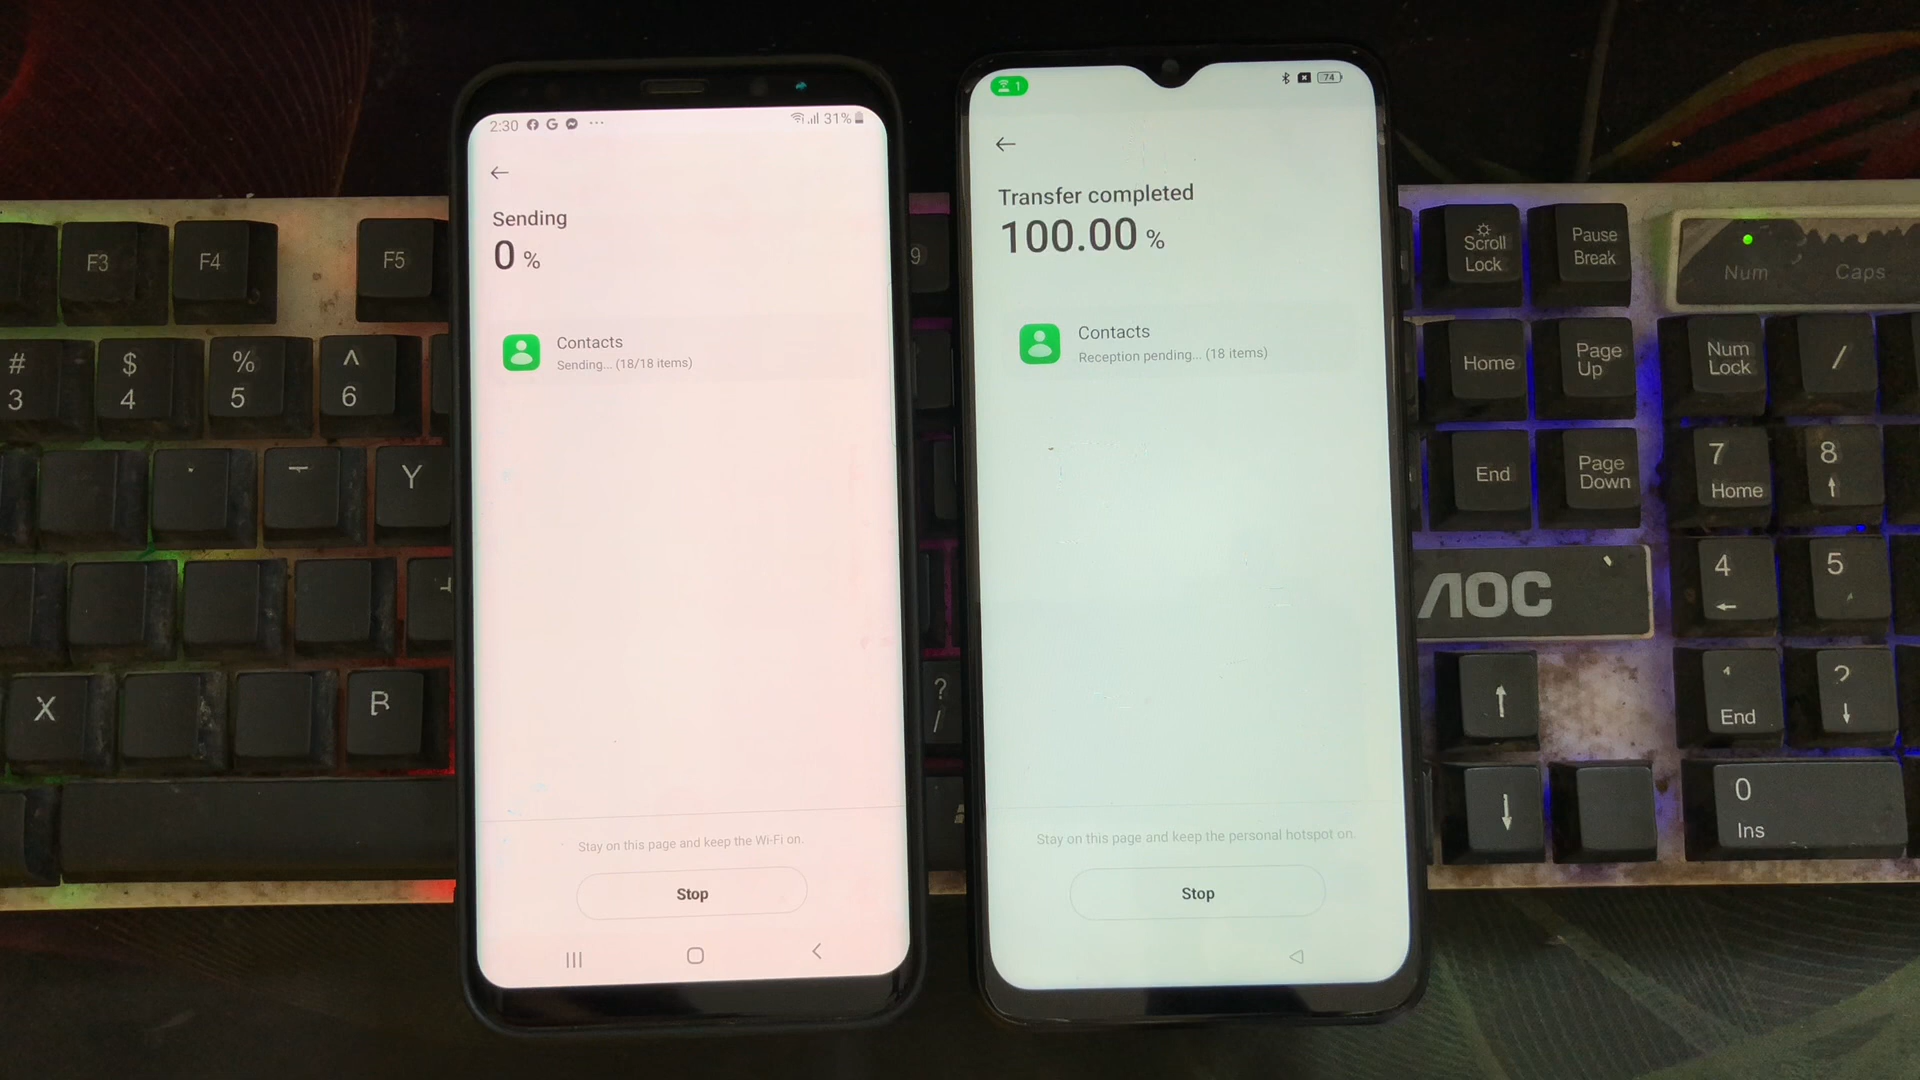 2:30 G ... 31%
←
Sending
0 %
Contacts
Sending... (18/18 items)
Stay on this page and keep the Wi-Fi on.
Stop
1
74
←
Transfer completed
100.00 %
Contacts
Reception pending... (18 items)
Stay on this page and keep the personal hotspot on.
Stop
F3
F4
F5
9
Scroll
Lock
Pause
Break
Num
Caps
#
3
$
4
%
5
^
6
Home
Page
Up
Num
Lock
/
Y
End
Page
Down
7
Home
8
↑
AOC
4
←
5
X
?
/
↑
End
?
↓
↓
0
Ins